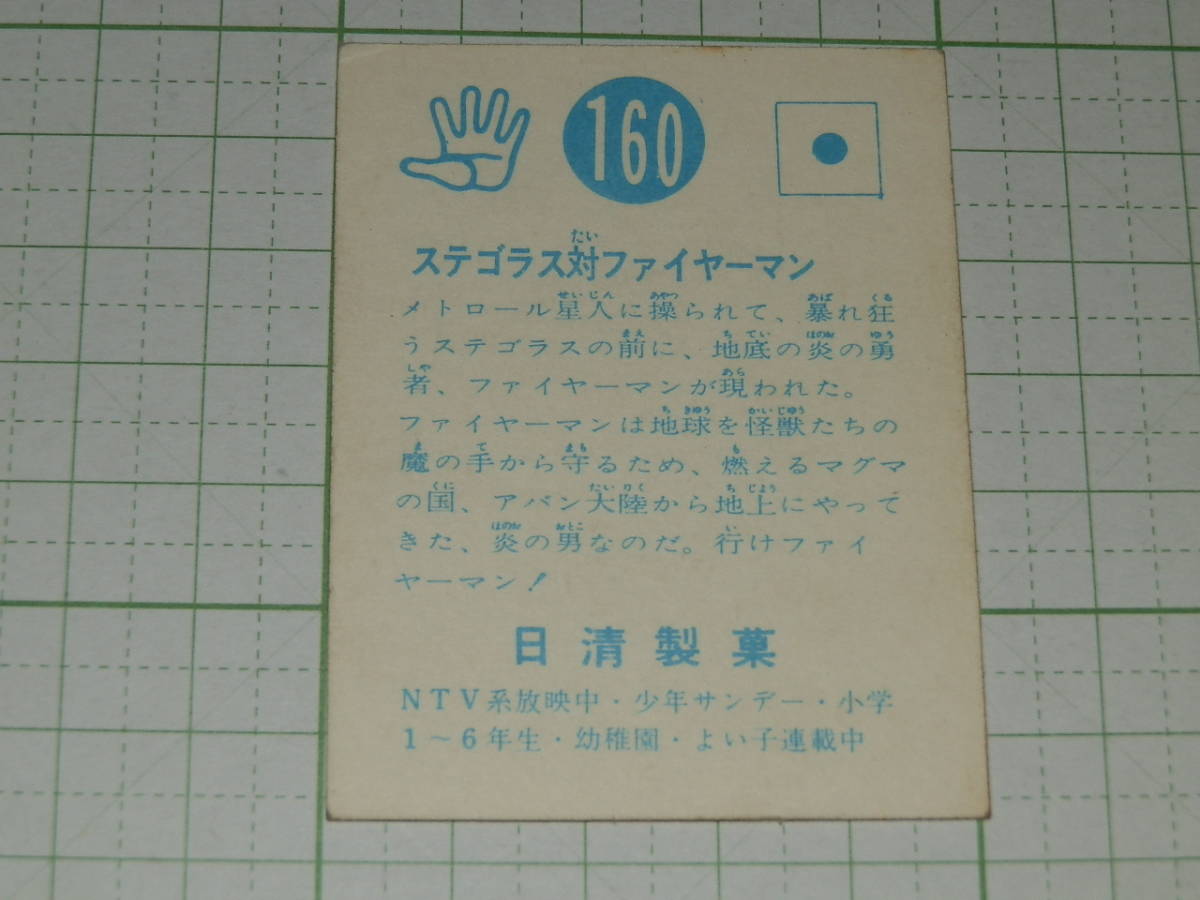 160
ステゴラス対ファイヤーマン
メトロール星人に操られて、暴れ狂
うステゴラスの前に、地底の炎の勇
者、ファイヤーマンが現われた。
ファイヤーマンは地球を怪獣たちの
魔の手から守るため、燃えるマグマ
の国、アバン大陸から地上にやって
きた、炎の男なのだ。行けファイ
ヤーマン!
日清製菓
NTV系放映中・少年サンデー・小学
1～6年生・幼稚園・よい子連載中